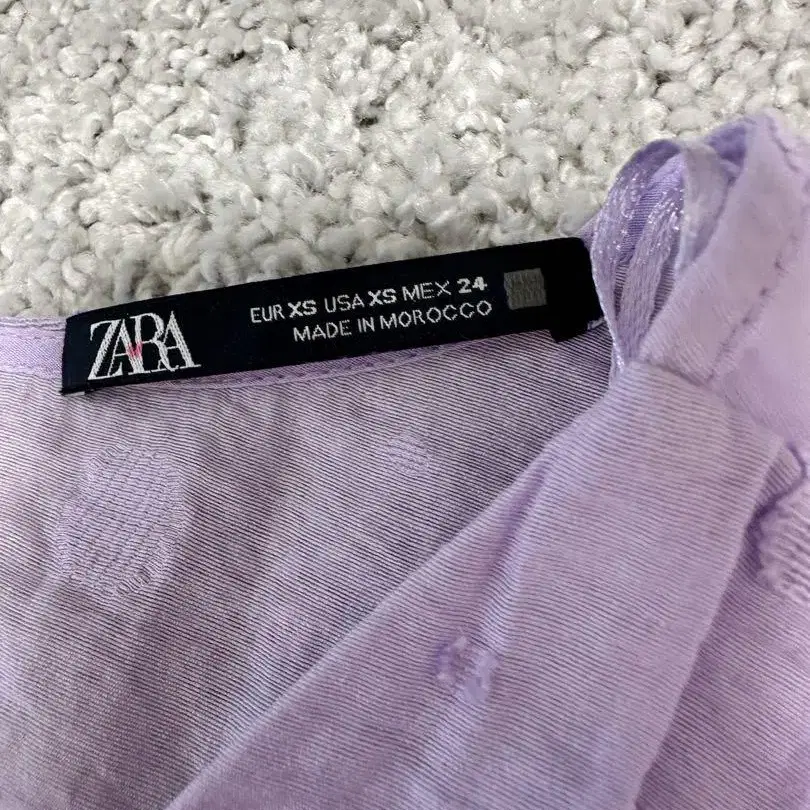 ZARA
EUR XS USA XS MEX 24
MADE IN MOROCCO